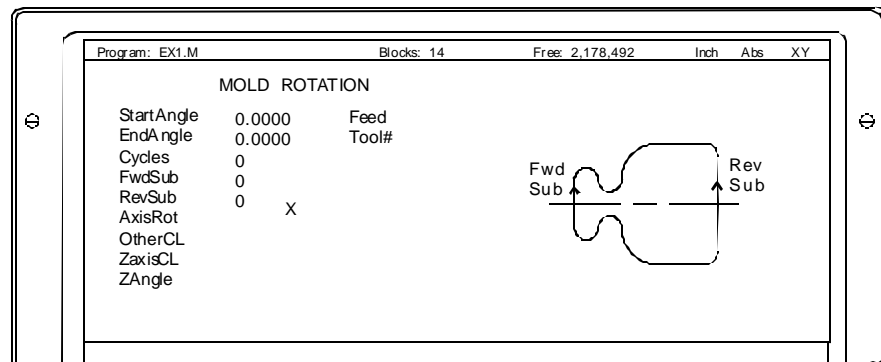 Program: EX1.M Blocks: 14 Free: 2,178,492 Inch Abs XY
MOLD ROTATION
StartAngle 0.0000 Feed
EndAngle 0.0000 Tool#
Cycles 0
FwdSub 0
RevSub 0
AxisRot X
OtherCL
ZaxisCL
ZAngle
Fwd Sub
Rev Sub